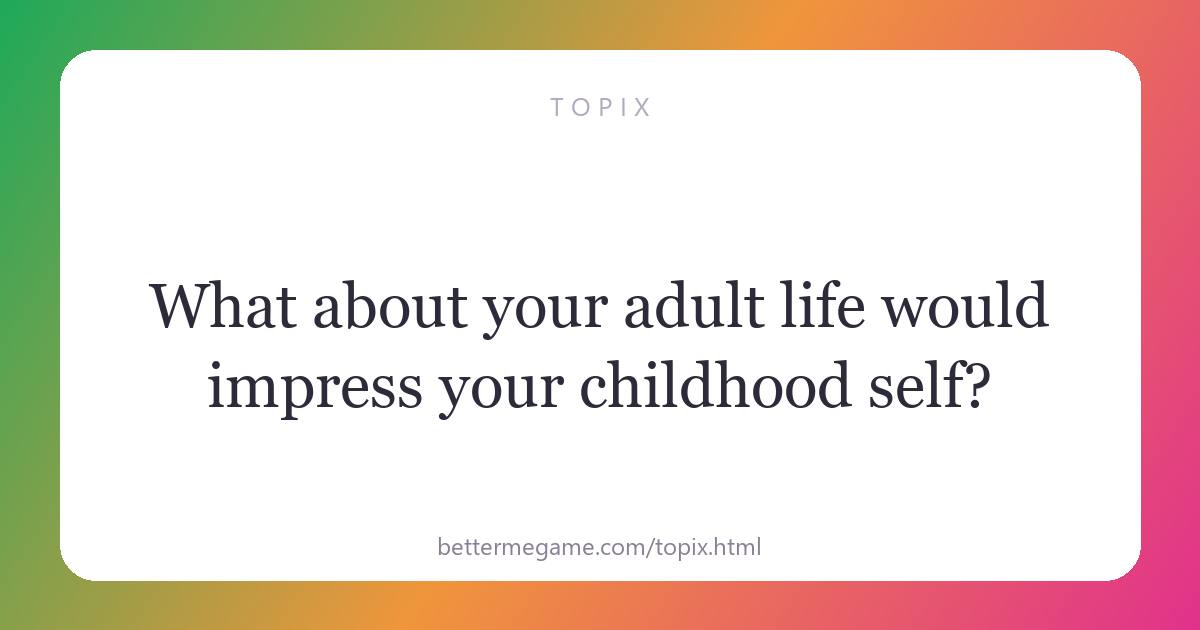 TOPIX
What about your adult life would
impress your childhood self?
bettermegame.com/topix.html